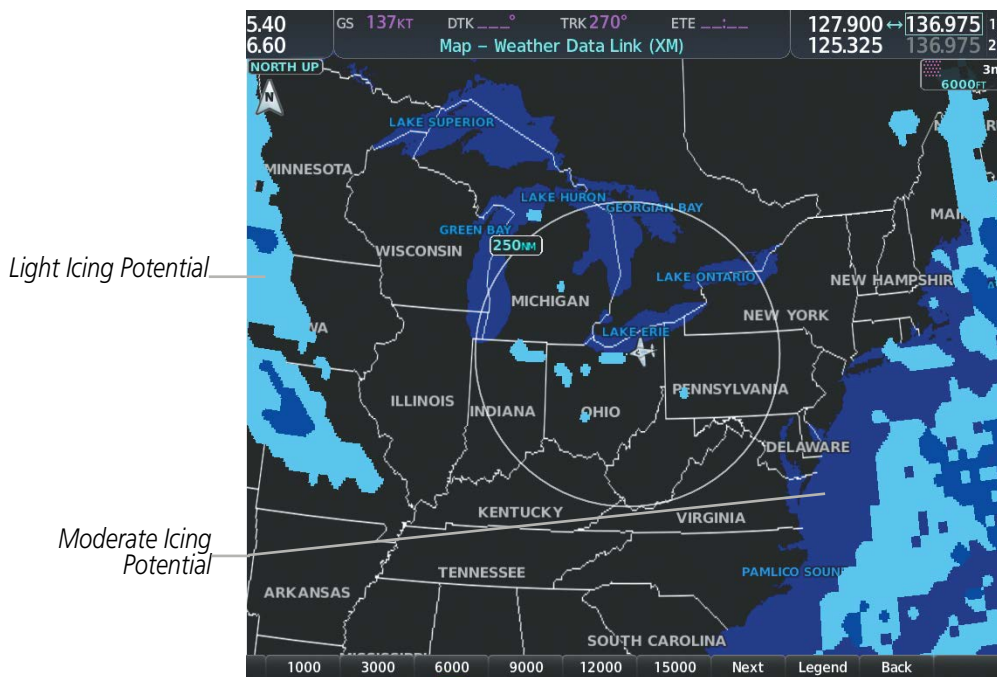 5.40 GS 137KT DTK ___° TRK 270° ETE __:__ 127.900 ↔ 136.975 1
6.60 Map – Weather Data Link (XM) 125.325 136.975 2
NORTH UP
N
6000FT
LAKE SUPERIOR
MINNESOTA
LAKE HURON
GEORGIAN BAY
GREEN BAY
250NM
WISCONSIN
Light Icing Potential
LAKE ONTARIO
NEW HAMPSHIR
MICHIGAN
NEW YORK
LAKE ERIE
PENNSYLVANIA
ILLINOIS
INDIANA
OHIO
DELAWARE
KENTUCKY
VIRGINIA
Moderate Icing
Potential
TENNESSEE
PAMLICO SOUN
ARKANSAS
SOUTH CAROLINA
1000 3000 6000 9000 12000 15000 Next Legend Back